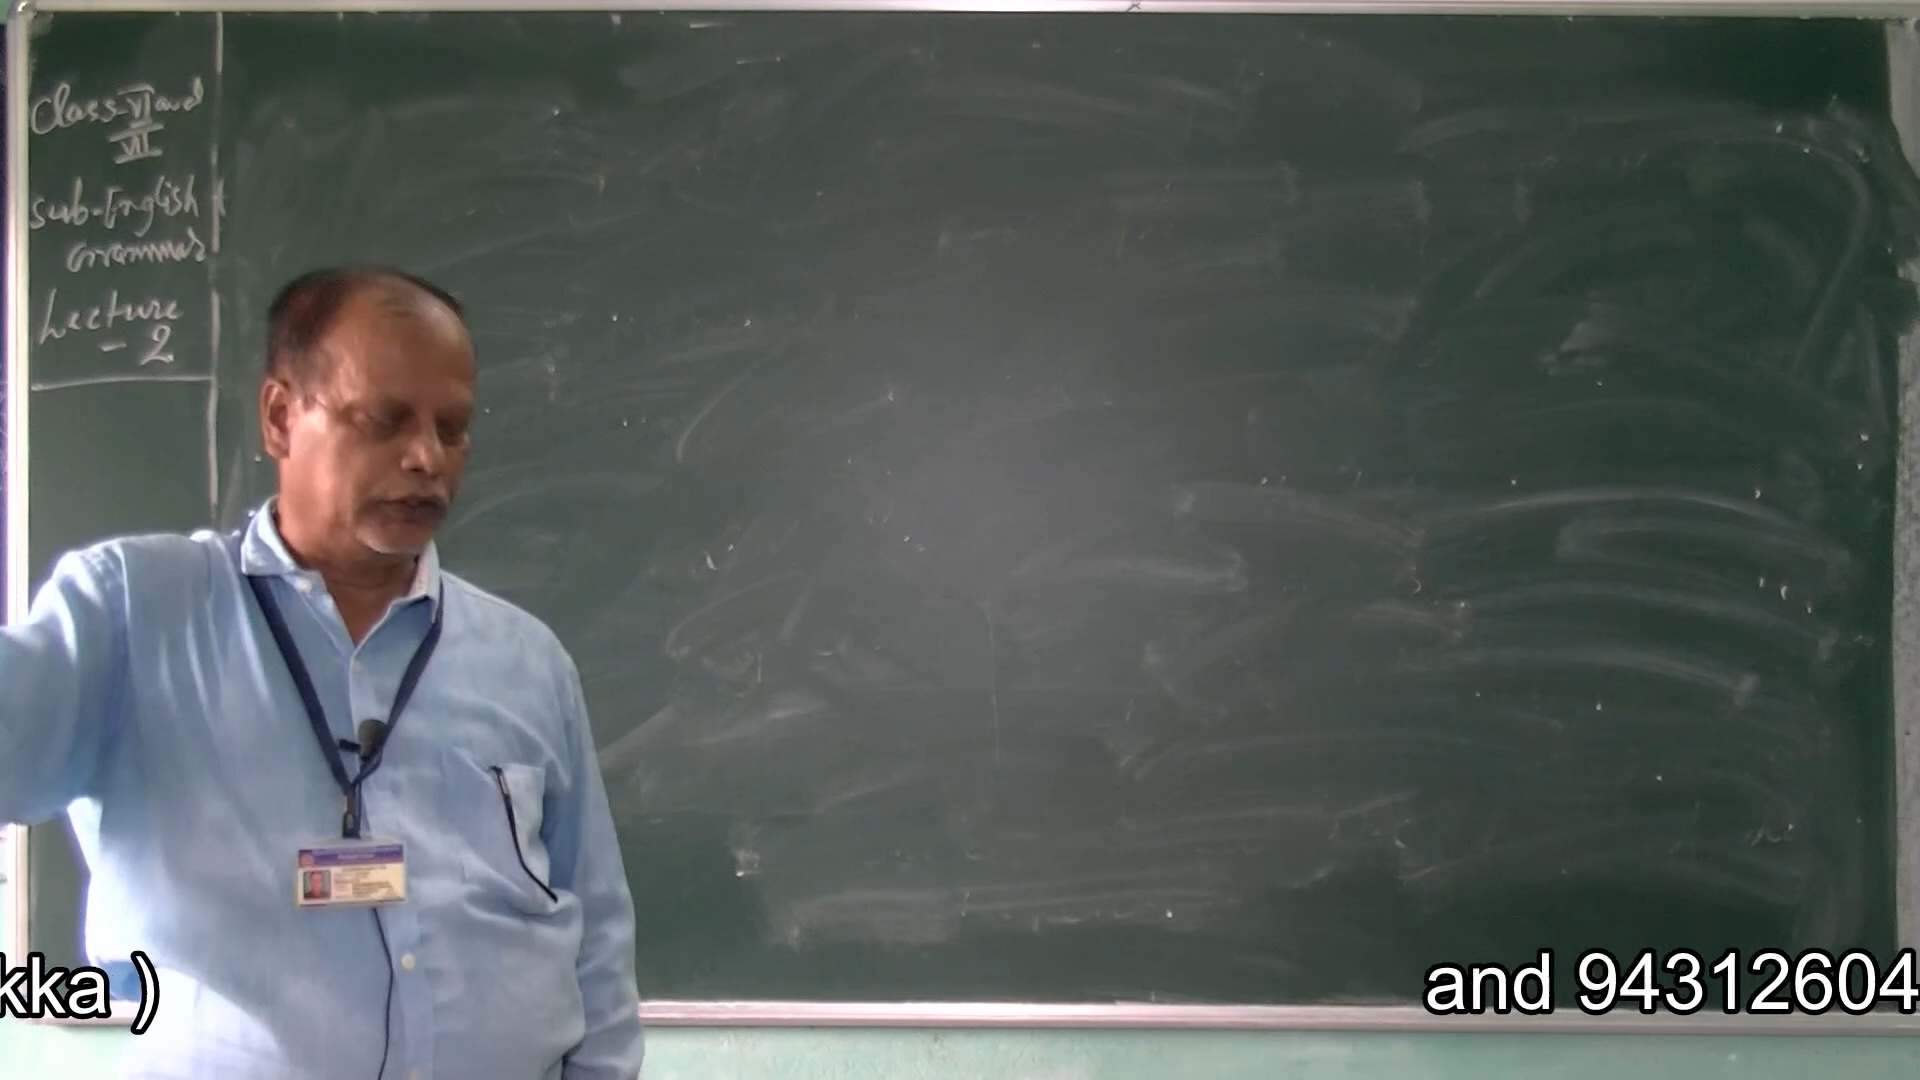 Class-VI and
VII
Sub-English
Grammar
Lecture
- 2
kka ) and 94312604